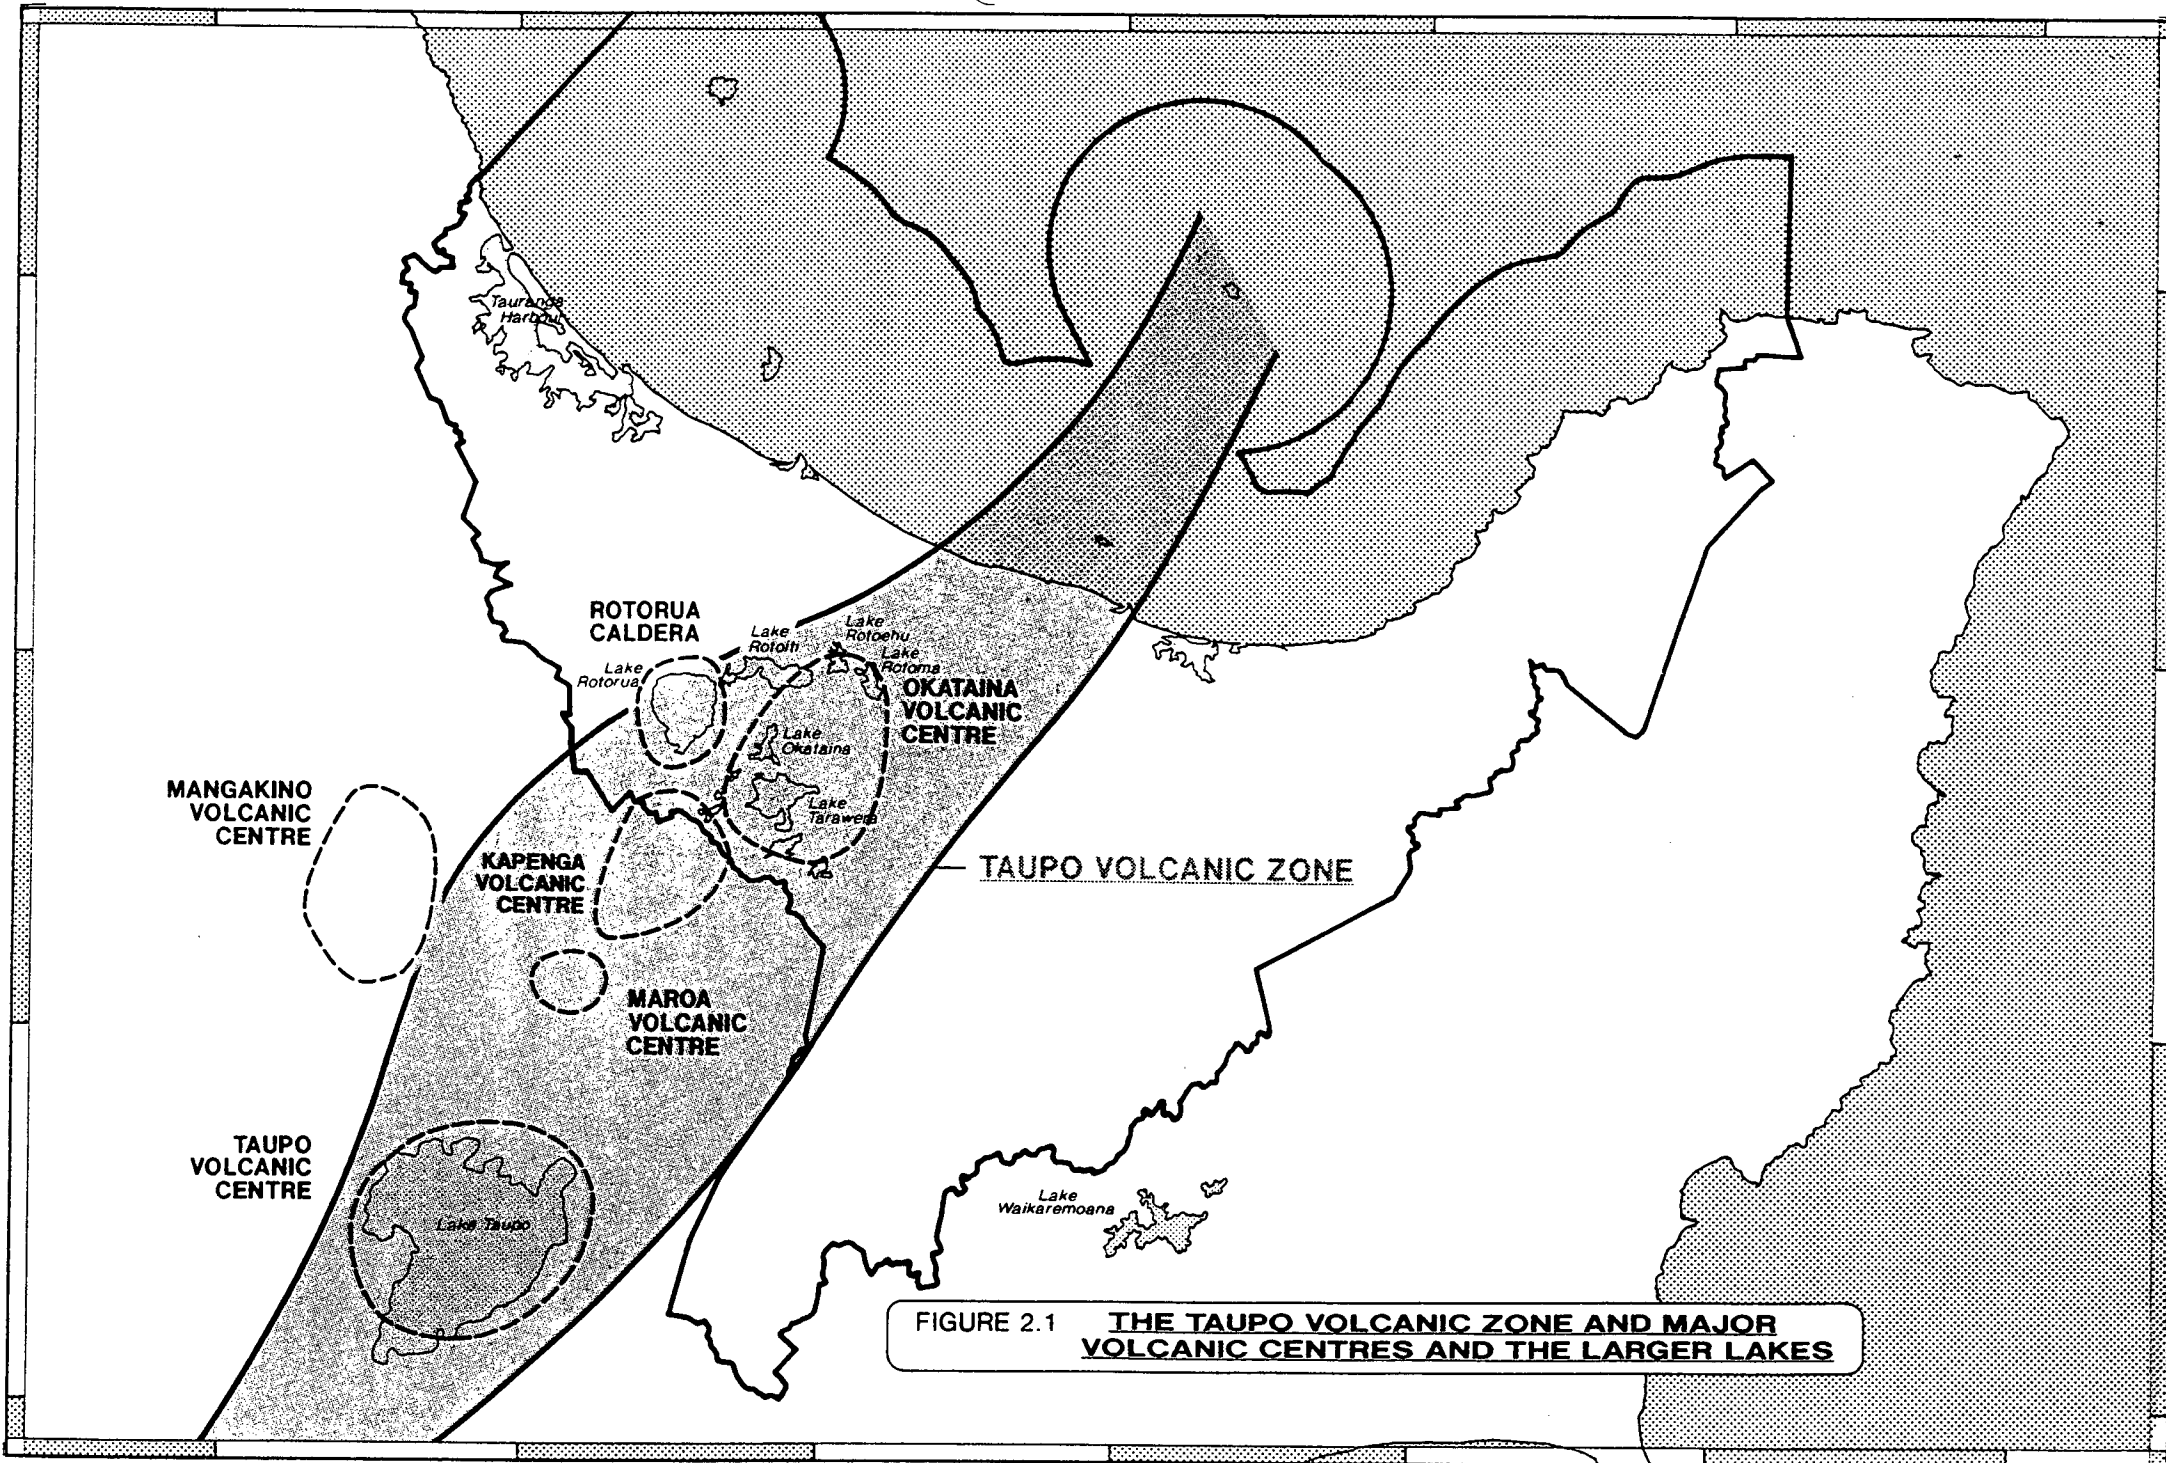 Tauranga
Harbour
ROTORUA
CALDERA
Lake
Rotoiti
Lake
Rotoehu
Lake
Rotoma
Lake
Rotorua
OKATAINA
VOLCANIC
CENTRE
Lake
Okataina
MANGAKINO
VOLCANIC
CENTRE
Lake
Tarawera
KAPENGA
VOLCANIC
CENTRE
TAUPO VOLCANIC ZONE
MAROA
VOLCANIC
CENTRE
TAUPO
VOLCANIC
CENTRE
Lake Taupo
Lake
Waikaremoana
FIGURE 2.1 THE TAUPO VOLCANIC ZONE AND MAJOR
VOLCANIC CENTRES AND THE LARGER LAKES